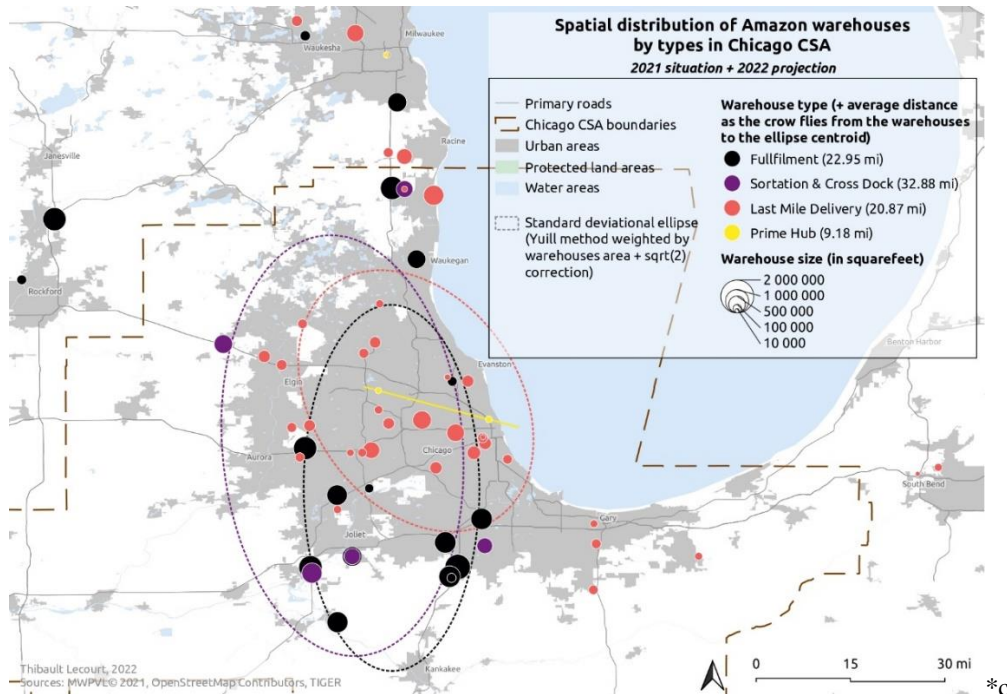 Spatial distribution of Amazon warehouses
by types in Chicago CSA
2021 situation + 2022 projection
Primary roads
Chicago CSA boundaries
Urban areas
Protected land areas
Water areas
Standard deviational ellipse
(Yuill method weighted by
warehouses area + sqrt(2)
correction)
Warehouse type (+ average distance
as the crow flies from the warehouses
to the ellipse centroid)
Fullfilment (22.95 mi)
Sortation & Cross Dock (32.88 mi)
Last Mile Delivery (20.87 mi)
Prime Hub (9.18 mi)
Warehouse size (in squarefeet)
2 000 000
1 000 000
500 000
100 000
10 000
Milwaukee
Waukesha
Janesville
Racine
Waukegan
Rockford
Benton Harbor
Evanston
Elgin
Chicago
Aurora
South Bend
Gary
Joliet
Kankakee
0 15 30 mi
Thibault Lecourt, 2022
Sources: MWPVL© 2021, OpenStreetMap Contributors, TIGER